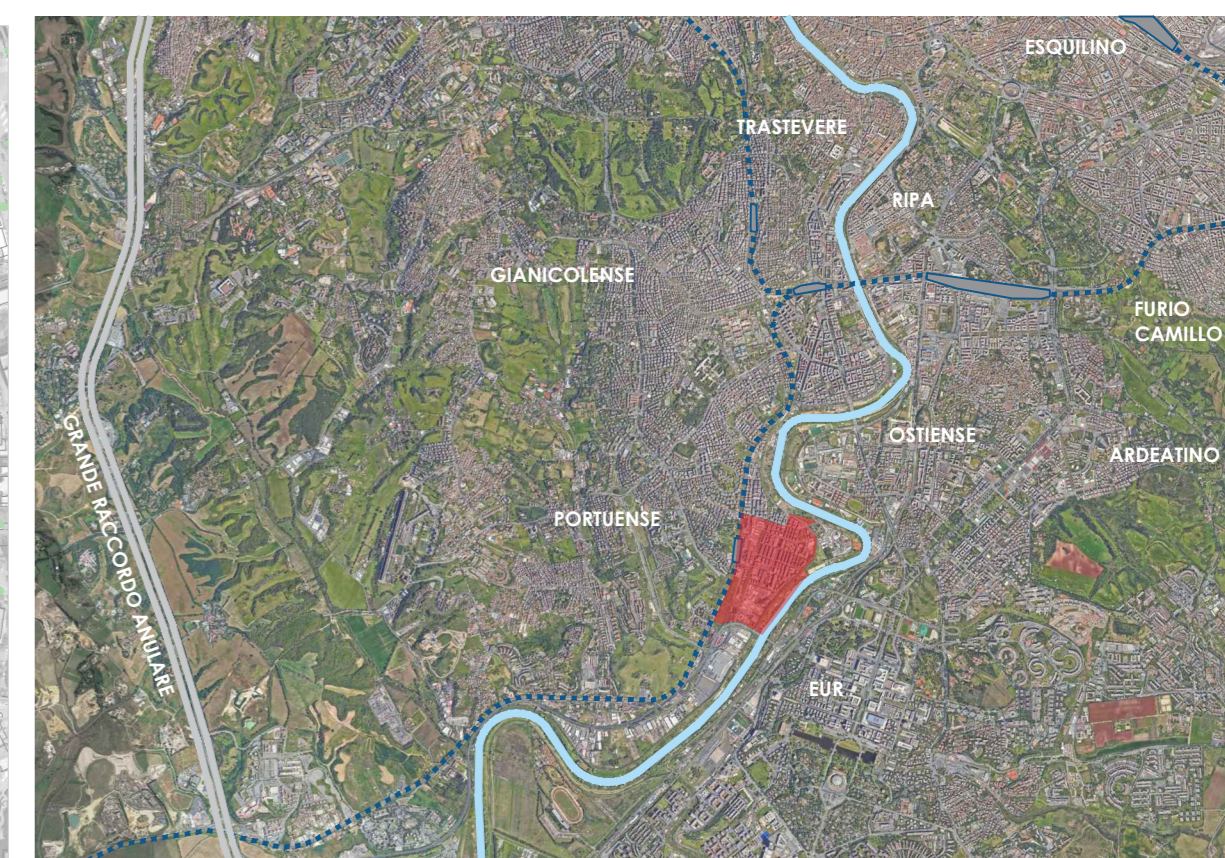 ESQUILINO
TRASTEVERE
RIPA
GIANICOLENSE
FURIO
CAMILLO
GRANDE RACCORDO ANULARE
OSTIENSE
ARDEATINO
PORTUENSE
EUR